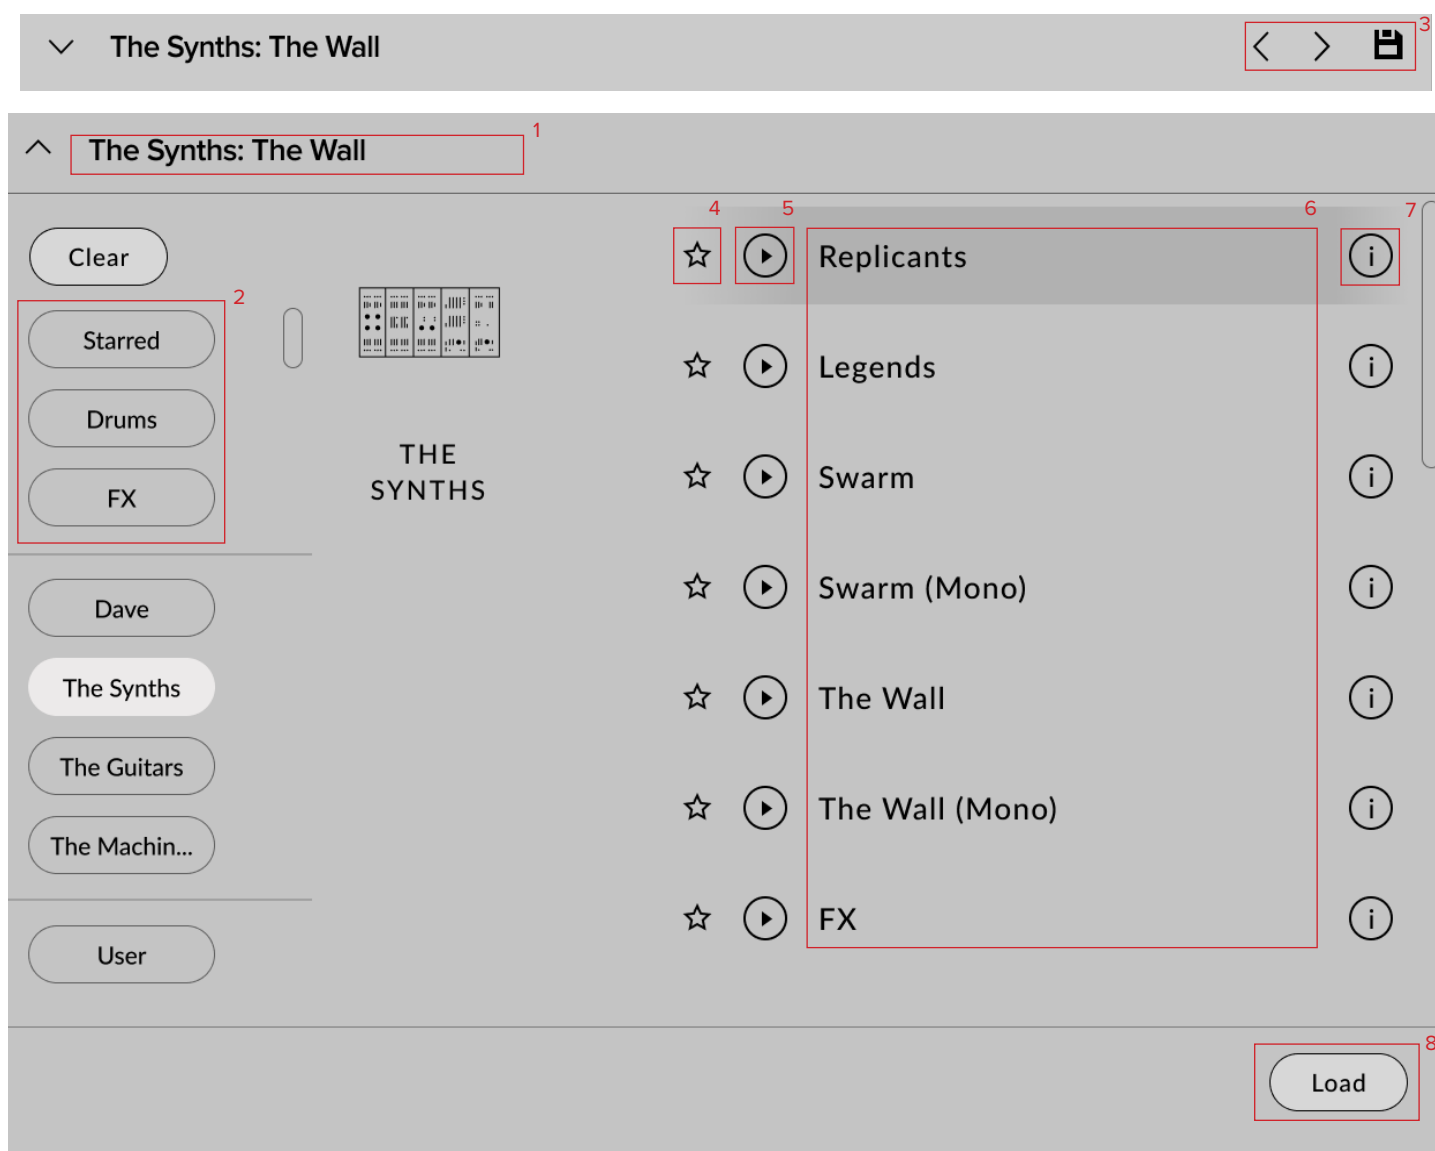 The Synths: The Wall
3
The Synths: The Wall
1
4
5
6
7
Clear
Replicants
i
2
Starred
Legends
i
Drums
THE
SYNTHS
Swarm
i
FX
Swarm (Mono)
i
Dave
The Synths
The Wall
i
The Guitars
The Machin...
The Wall (Mono)
i
FX
i
User
8
Load